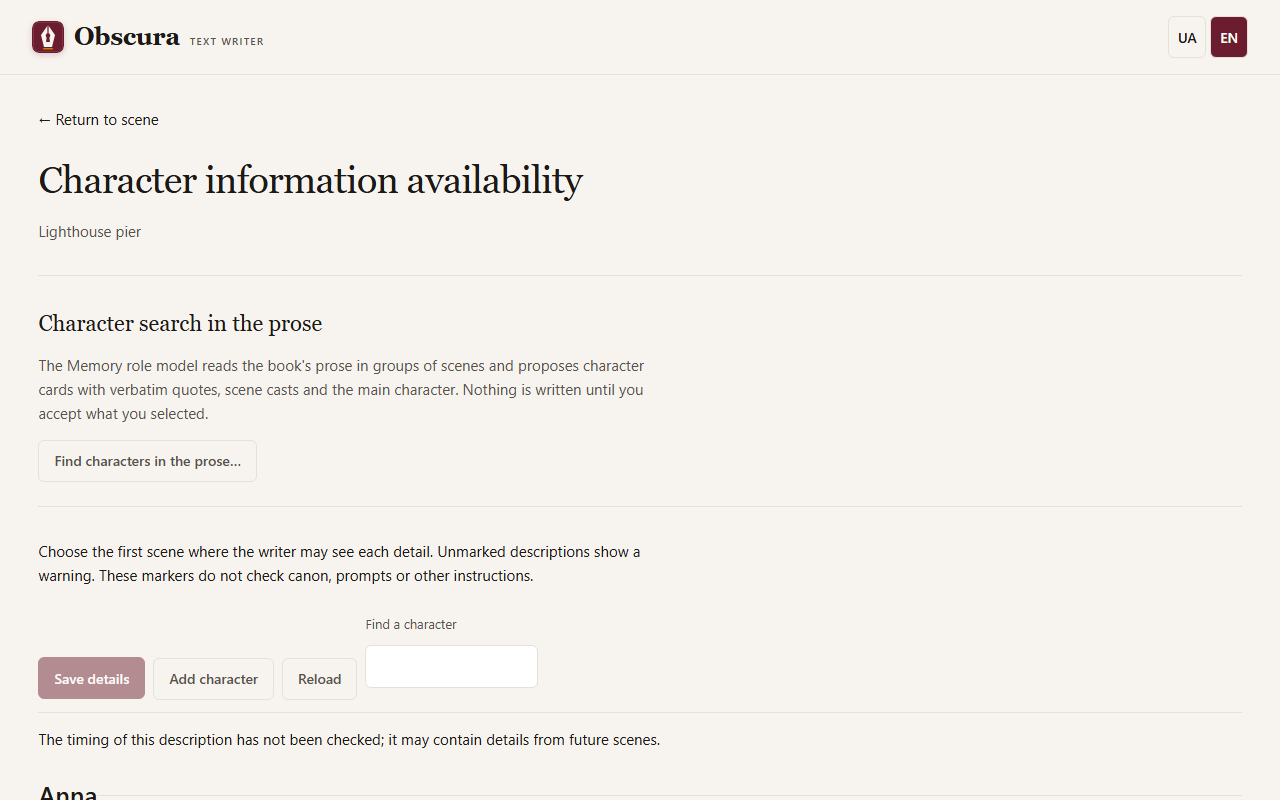 Obscura TEXT WRITER
UA EN
← Return to scene
Character information availability
Lighthouse pier
Character search in the prose
The Memory role model reads the book's prose in groups of scenes and proposes character
cards with verbatim quotes, scene casts and the main character. Nothing is written until you
accept what you selected.
Find characters in the prose...
Choose the first scene where the writer may see each detail. Unmarked descriptions show a
warning. These markers do not check canon, prompts or other instructions.
Find a character
Save details Add character Reload
The timing of this description has not been checked; it may contain details from future scenes.
Anna